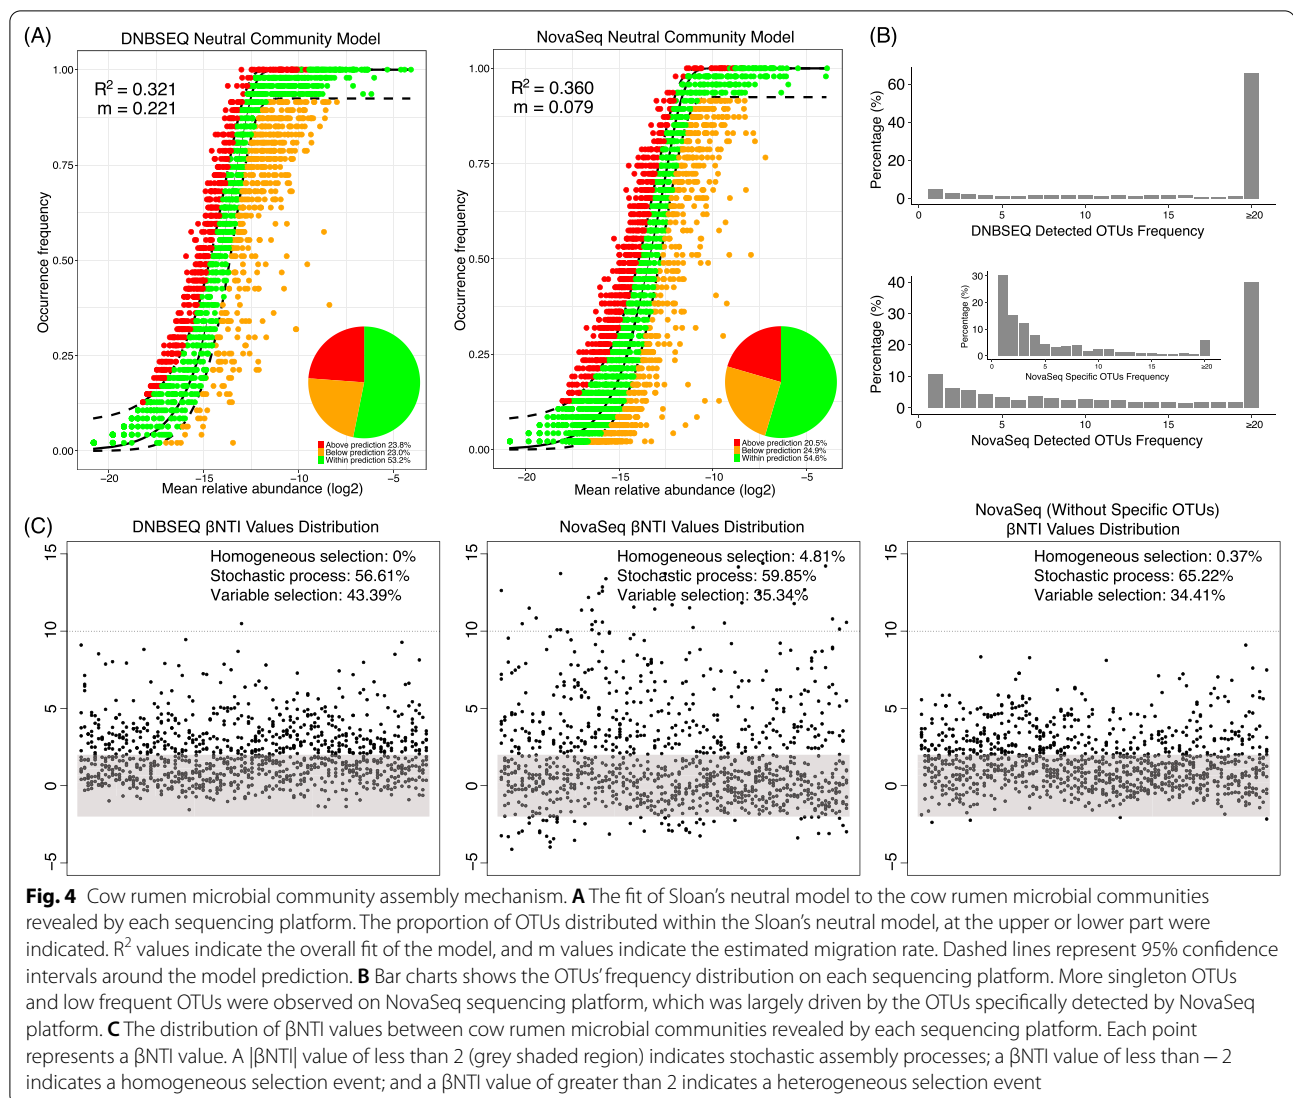 (A)
DNBSEQ Neutral Community Model
R² = 0.321
m = 0.221
Occurrence frequency
1.00
0.75
0.50
0.25
0.00
−20
−15
−10
−5
Mean relative abundance (log2)
Above prediction 23.8%
Below prediction 23.0%
Within prediction 53.2%
NovaSeq Neutral Community Model
R² = 0.360
m = 0.079
Occurrence frequency
1.00
0.75
0.50
0.25
0.00
−20
−15
−10
−5
Mean relative abundance (log2)
Above prediction 20.5%
Below prediction 24.9%
Within prediction 54.6%
(B)
Percentage (%)
60
40
20
0
0
5
10
15
≥20
DNBSEQ Detected OTUs Frequency
Percentage (%)
40
30
20
10
0
0
5
10
15
≥20
NovaSeq Detected OTUs Frequency
Percentage (%)
30
20
10
0
0
5
10
15
≥20
NovaSeq Specific OTUs Frequency
(C)
DNBSEQ βNTI Values Distribution
Homogeneous selection: 0%
Stochastic process: 56.61%
Variable selection: 43.39%
15
10
5
0
−5
NovaSeq βNTI Values Distribution
Homogeneous selection: 4.81%
Stochastic process: 59.85%
Variable selection: 35.34%
15
10
5
0
−5
NovaSeq (Without Specific OTUs)
βNTI Values Distribution
Homogeneous selection: 0.37%
Stochastic process: 65.22%
Variable selection: 34.41%
15
10
5
0
−5
Fig. 4 Cow rumen microbial community assembly mechanism. A The fit of Sloan's neutral model to the cow rumen microbial communities
revealed by each sequencing platform. The proportion of OTUs distributed within the Sloan's neutral model, at the upper or lower part were
indicated. R² values indicate the overall fit of the model, and m values indicate the estimated migration rate. Dashed lines represent 95% confidence
intervals around the model prediction. B Bar charts shows the OTUs' frequency distribution on each sequencing platform. More singleton OTUs
and low frequent OTUs were observed on NovaSeq sequencing platform, which was largely driven by the OTUs specifically detected by NovaSeq
platform. C The distribution of βNTI values between cow rumen microbial communities revealed by each sequencing platform. Each point
represents a βNTI value. A |βNTI| value of less than 2 (grey shaded region) indicates stochastic assembly processes; a βNTI value of less than − 2
indicates a homogeneous selection event; and a βNTI value of greater than 2 indicates a heterogeneous selection event